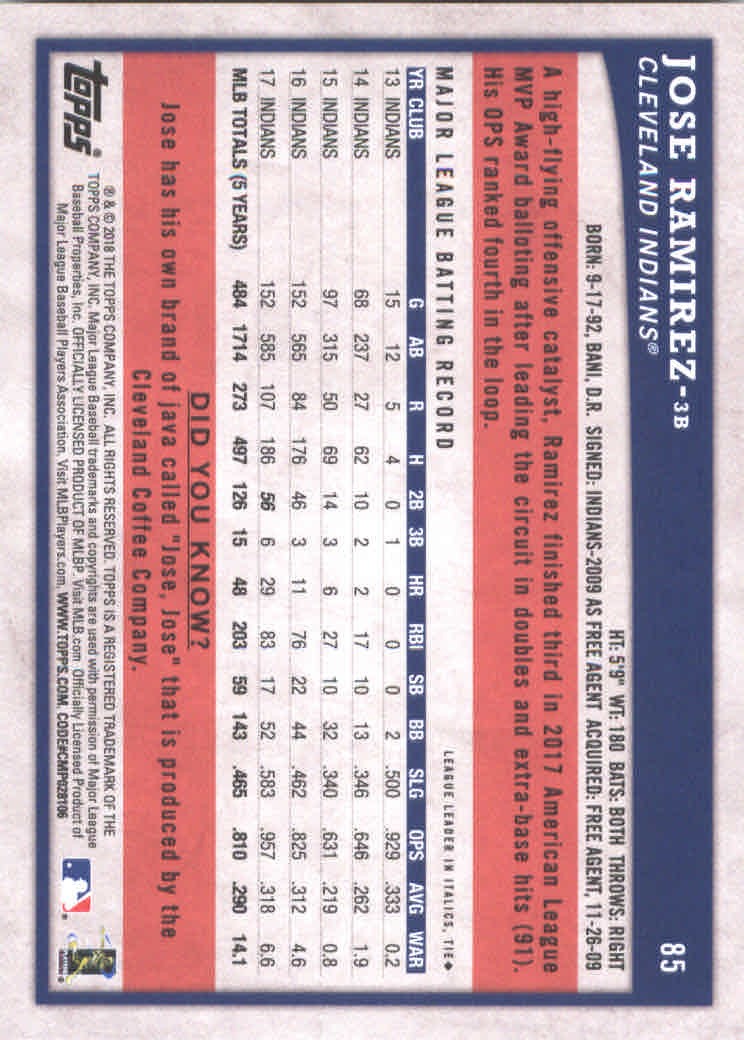 JOSE RAMIREZ-3B
85
CLEVELAND INDIANS®
HT: 5'9" WT: 180 BATS: BOTH THROWS: RIGHT
BORN: 9-17-92, BANI, D.R. SIGNED: INDIANS-2009 AS FREE AGENT ACQUIRED: FREE AGENT, 11-26-09
A high-flying offensive catalyst, Ramirez finished third in 2017 American League
MVP Award balloting after leading the circuit in doubles and extra-base hits (91).
His OPS ranked fourth in the loop.
MAJOR LEAGUE BATTING RECORD
LEAGUE LEADER IN ITALICS, TIE◆
YR CLUB G AB R H 2B 3B HR RBI SB BB SLG OPS AVG WAR
13 INDIANS 15 12 5 4 0 1 0 0 0 2 .500 .929 .333 0.2
14 INDIANS 68 237 27 62 10 2 2 17 10 13 .346 .646 .262 1.9
15 INDIANS 97 315 50 69 14 3 6 27 10 32 .340 .631 .219 0.8
16 INDIANS 152 565 84 176 46 3 11 76 22 44 .462 .825 .312 4.6
17 INDIANS 152 585 107 186 56 6 29 83 17 52 .583 .957 .318 6.6
MLB TOTALS (5 YEARS) 484 1714 273 497 126 15 48 203 59 143 .465 .810 .290 14.1
DID YOU KNOW?
Jose has his own brand of java called "Jose, Jose" that is produced by the
Cleveland Coffee Company.
topps®
® & © 2018 THE TOPPS COMPANY, INC. ALL RIGHTS RESERVED. TOPPS IS A REGISTERED TRADEMARK OF THE
TOPPS COMPANY, INC. Major League Baseball trademarks and copyrights are used with permission of Major League
Baseball Properties, Inc. OFFICIALLY LICENSED PRODUCT OF MLBP. Visit MLB.com Officially Licensed Product of
Major League Baseball Players Association. Visit MLBPlayers.com. WWW.TOPPS.COM. CODE#CMPG28106